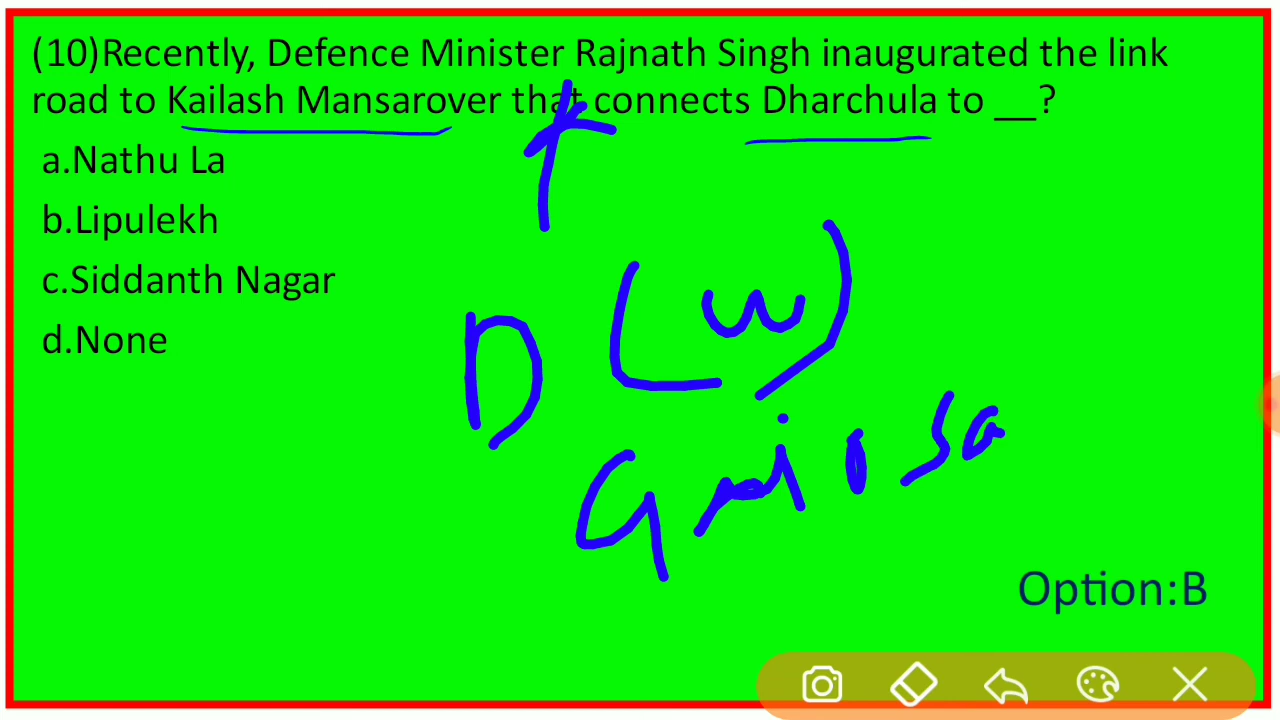 (10)Recently, Defence Minister Rajnath Singh inaugurated the link
road to Kailash Mansarover that connects Dharchula to __?
a.Nathu La
b.Lipulekh
c.Siddanth Nagar
d.None
D (w)
Option:B